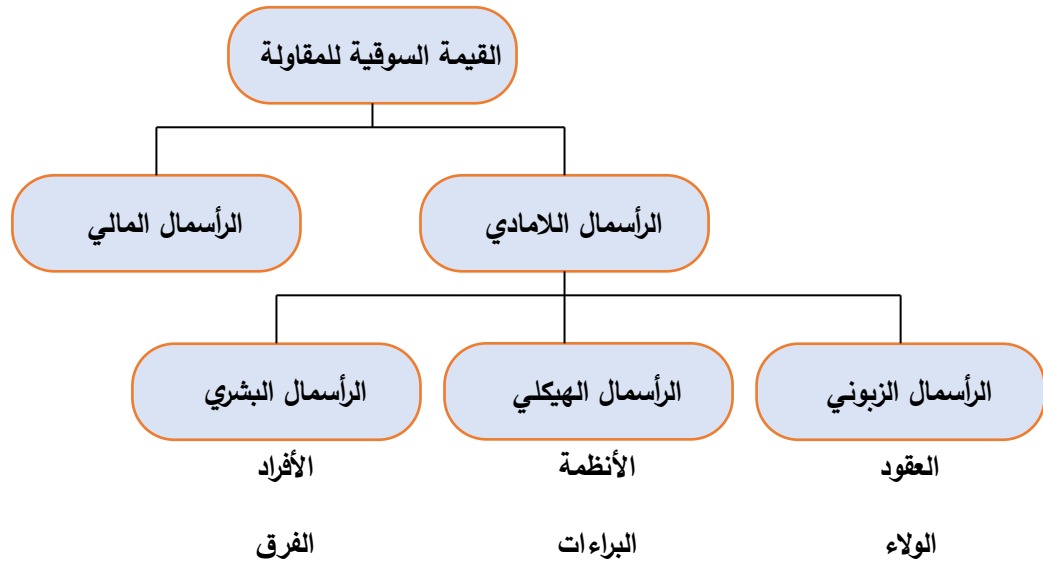 القيمة السوقية للمقاولة
الرأسمال اللامادي
الرأسمال المالي
الرأسمال الزبوني
الرأسمال الهيكلي
الرأسمال البشري
العقود
الأنظمة
الأفراد
الولاء
البراءات
الفرق